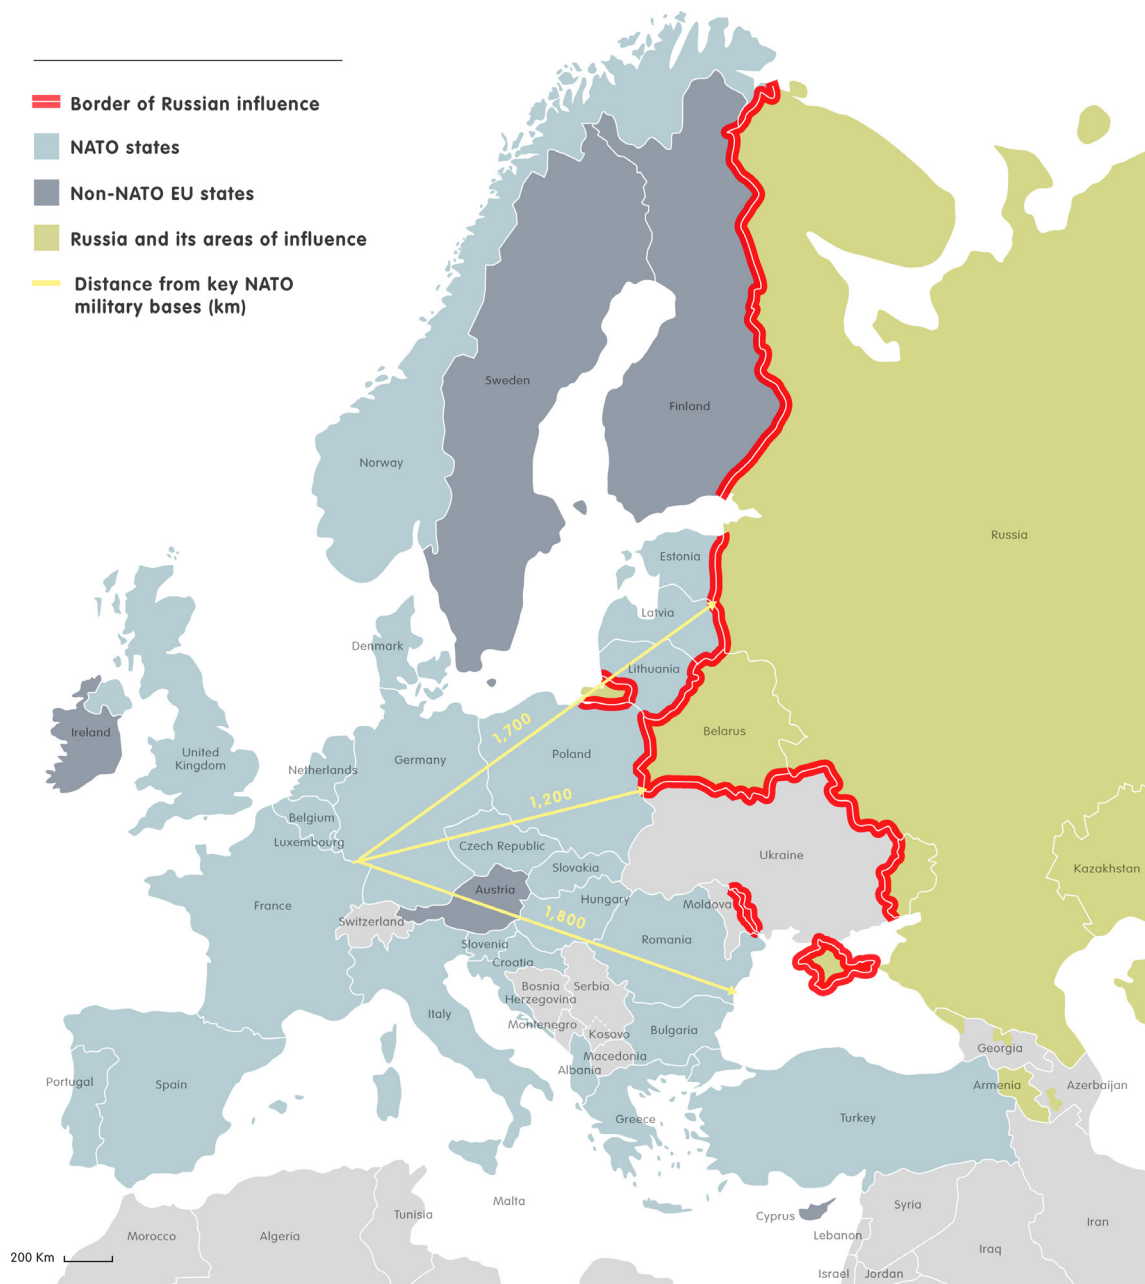 Border of Russian influence
NATO states
Non-NATO EU states
Russia and its areas of influence
Distance from key NATO
military bases (km)
Sweden
Finland
Norway
Russia
Estonia
Latvia
Denmark
Lithuania
1,700
Ireland
Belarus
United
Kingdom
Poland
Germany
Netherlands
1,200
Belgium
Luxembourg
Czech Republic
Ukraine
Slovakia
Kazakhstan
Austria
Hungary
Moldova
France
1,800
Switzerland
Romania
Slovenia
Croatia
Bosnia
Herzegovina
Serbia
Italy
Montenegro
Kosovo
Bulgaria
Georgia
Macedonia
Albania
Portugal
Spain
Armenia
Azerbaijan
Greece
Turkey
Malta
Syria
Tunisia
Cyprus
Iran
Morocco
Algeria
Lebanon
Iraq
200 Km
Israel
Jordan